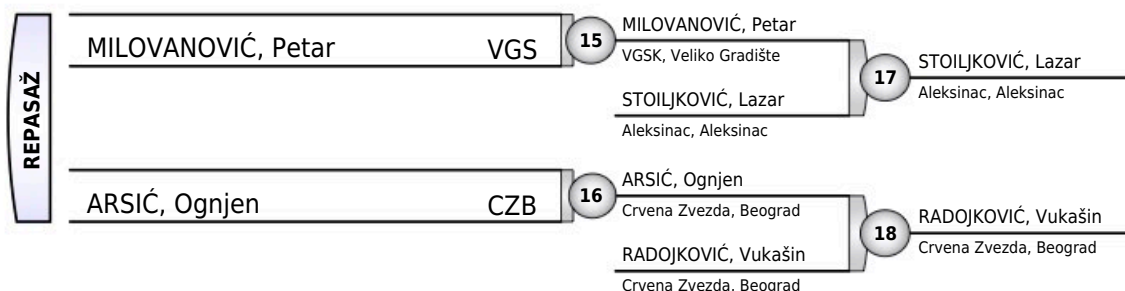 REPASAŽ
MILOVANOVIĆ, Petar VGS
15
MILOVANOVIĆ, Petar
VGSK, Veliko Gradište
STOILJKOVIĆ, Lazar
Aleksinac, Aleksinac
17
STOILJKOVIĆ, Lazar
Aleksinac, Aleksinac
ARSIĆ, Ognjen CZB
16
ARSIĆ, Ognjen
Crvena Zvezda, Beograd
RADOJKOVIĆ, Vukašin
Crvena Zvezda, Beograd
18
RADOJKOVIĆ, Vukašin
Crvena Zvezda, Beograd